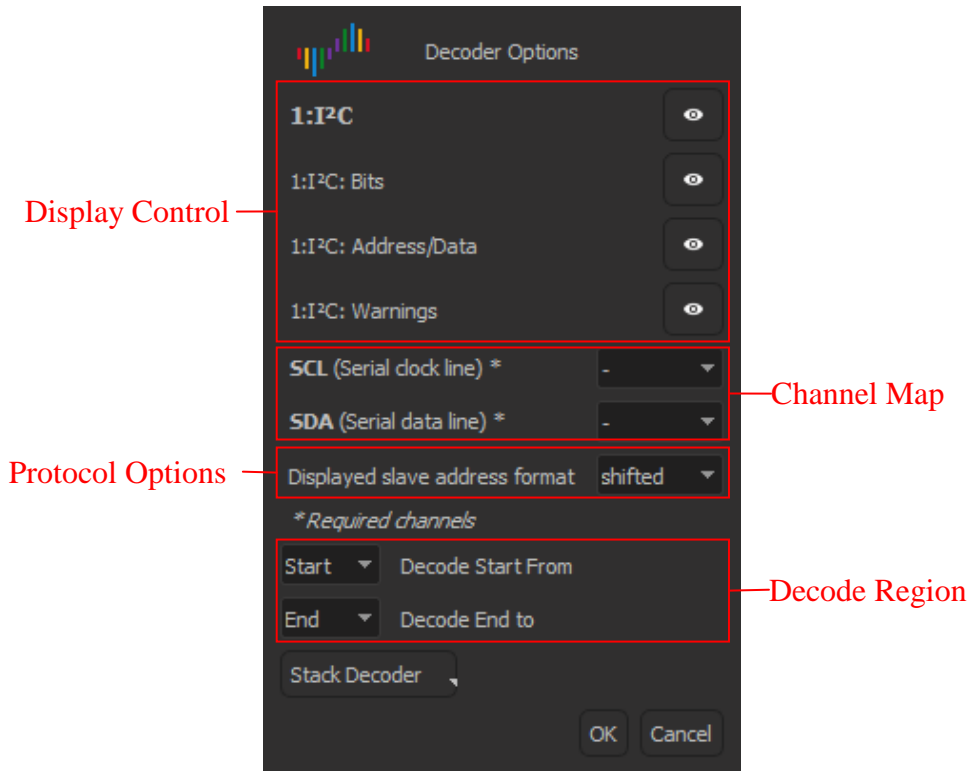 Decoder Options
1:I²C
1:I²C: Bits
Display Control
1:I²C: Address/Data
1:I²C: Warnings
SCL (Serial clock line) * -
Channel Map
SDA (Serial data line) * -
Protocol Options
Displayed slave address format shifted
*Required channels
Start Decode Start From
Decode Region
End Decode End to
Stack Decoder
OK Cancel